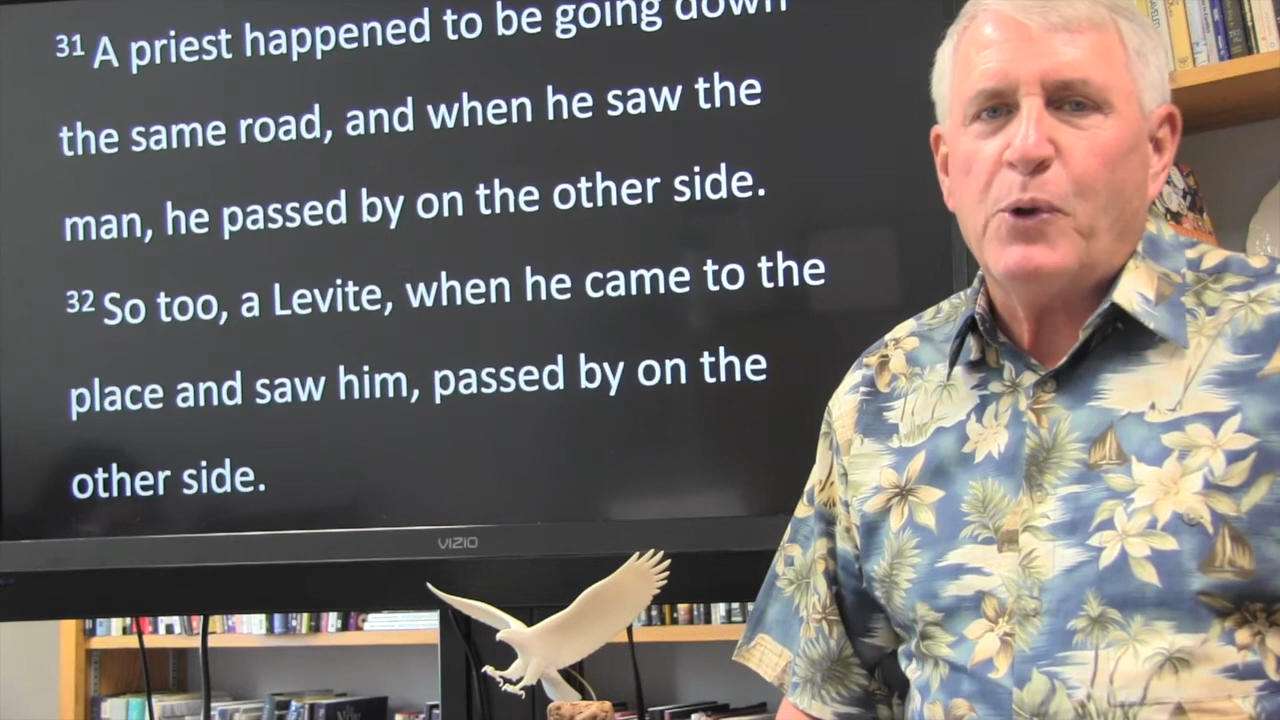 31 A priest happened to be going down
the same road, and when he saw the
man, he passed by on the other side.
32 So too, a Levite, when he came to the
place and saw him, passed by on the
other side.
VIZIO